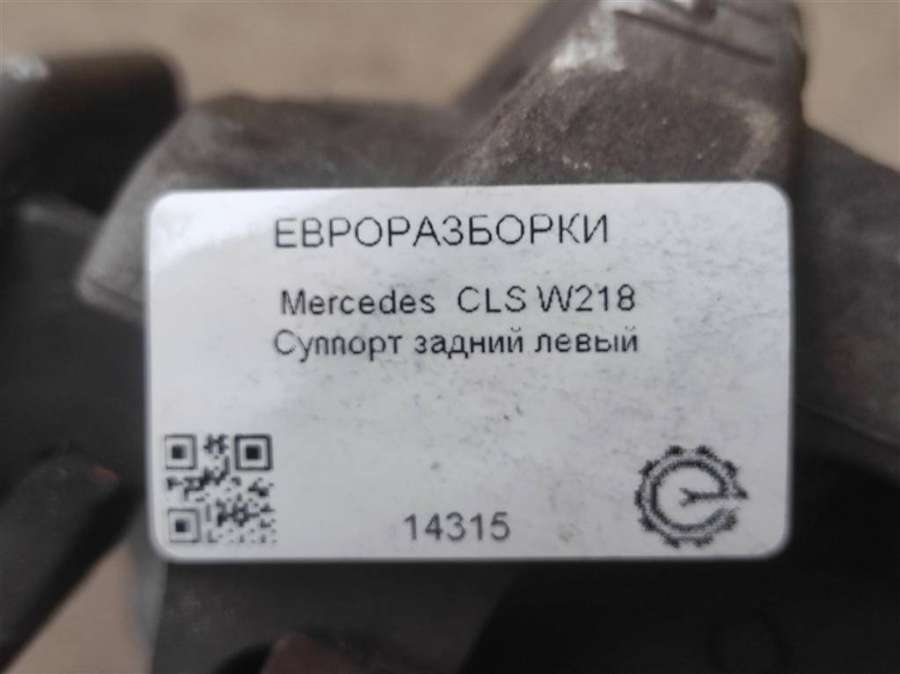 ЕВРОРАЗБОРКИ
Mercedes CLS W218
Суппорт задний левый
14315